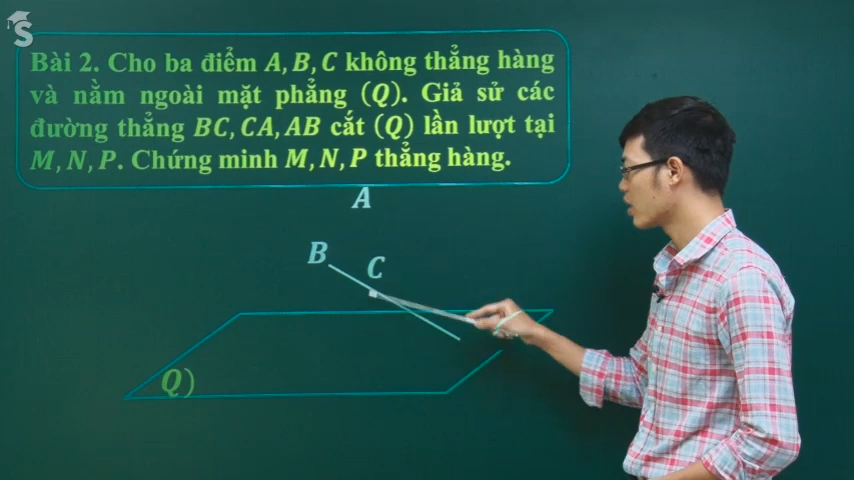 S
Bài 2. Cho ba điểm A, B, C không thẳng hàng
và nằm ngoài mặt phẳng (Q). Giả sử các
đường thẳng BC, CA, AB cắt (Q) lần lượt tại
M, N, P. Chứng minh M, N, P thẳng hàng.
A
B
C
Q)